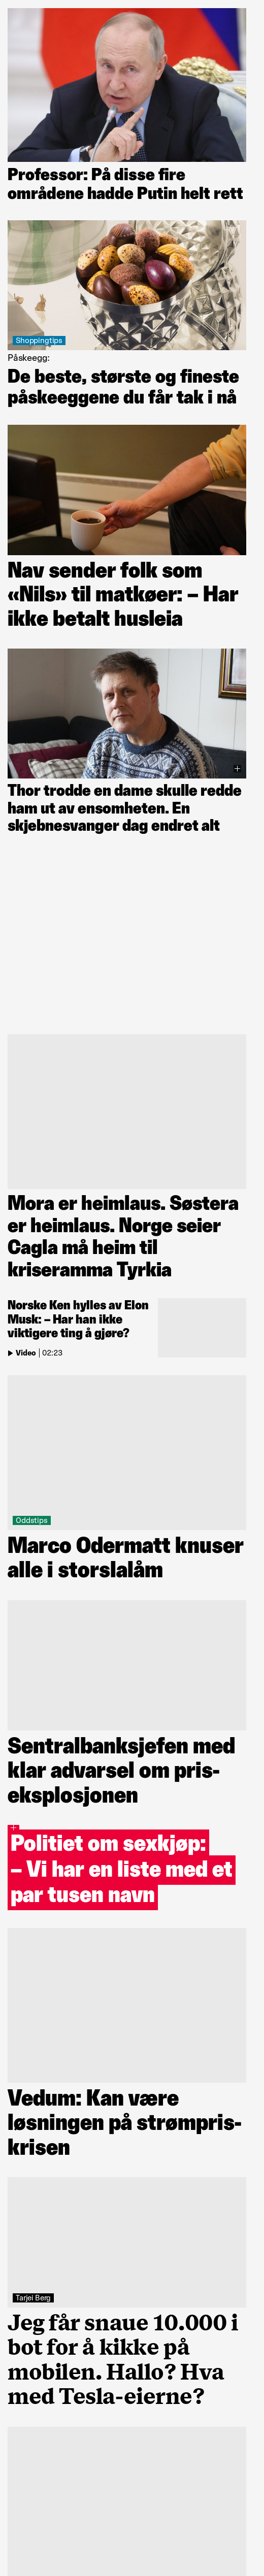 Professor: På disse fire
områdene hadde Putin helt rett
Shoppingtips
Påskeegg:
De beste, største og fineste
påskeeggene du får tak i nå
Nav sender folk som
«Nils» til matkøer: – Har
ikke betalt husleia
Thor trodde en dame skulle redde
ham ut av ensomheten. En
skjebnesvanger dag endret alt
Mora er heimlaus. Søstera
er heimlaus. Norge seier
Cagla må heim til
kriseramma Tyrkia
Norske Ken hylles av Elon
Musk: – Har han ikke
viktigere ting å gjøre?
Video | 02:23
Oddstips
Marco Odermatt knuser
alle i storslalåm
Sentralbanksjefen med
klar advarsel om pris-
eksplosjonen
Politiet om sexkjøp:
– Vi har en liste med et
par tusen navn
Vedum: Kan være
løsningen på strømpris-
krisen
Tarjei Berg
Jeg får snaue 10.000 i
bot for å kikke på
mobilen. Hallo? Hva
med Tesla-eierne?